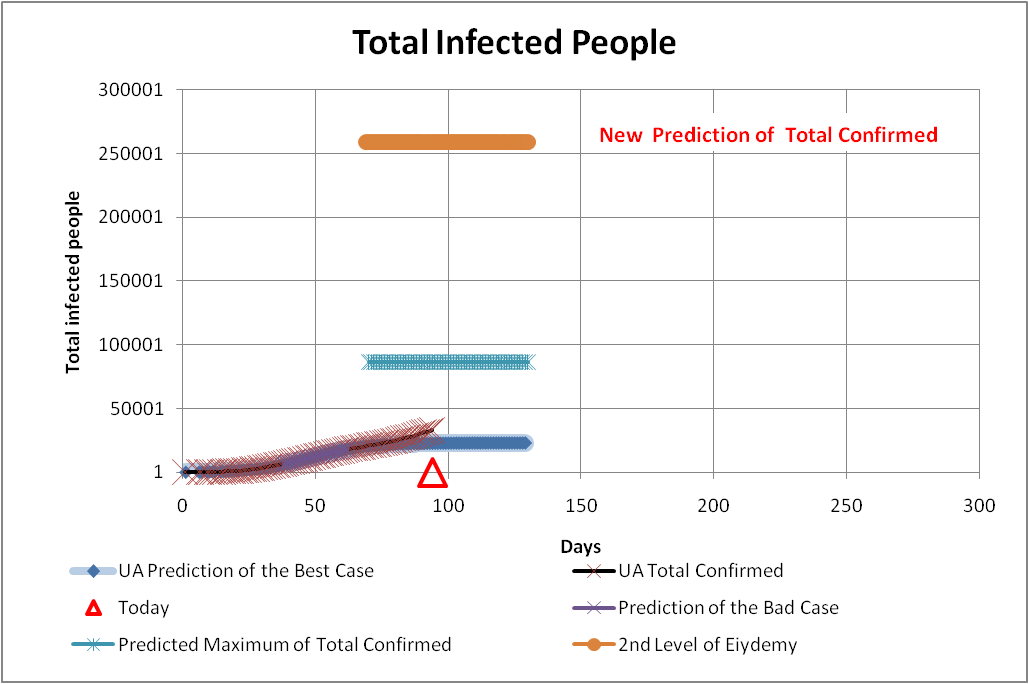 Total Infected People
300001
250001
200001
150001
100001
50001
1
Total infected people
New Prediction of Total Confirmed
0 50 100 150 200 250 300
Days
UA Prediction of the Best Case
UA Total Confirmed
Today
Prediction of the Bad Case
Predicted Maximum of Total Confirmed
2nd Level of Eiydemy